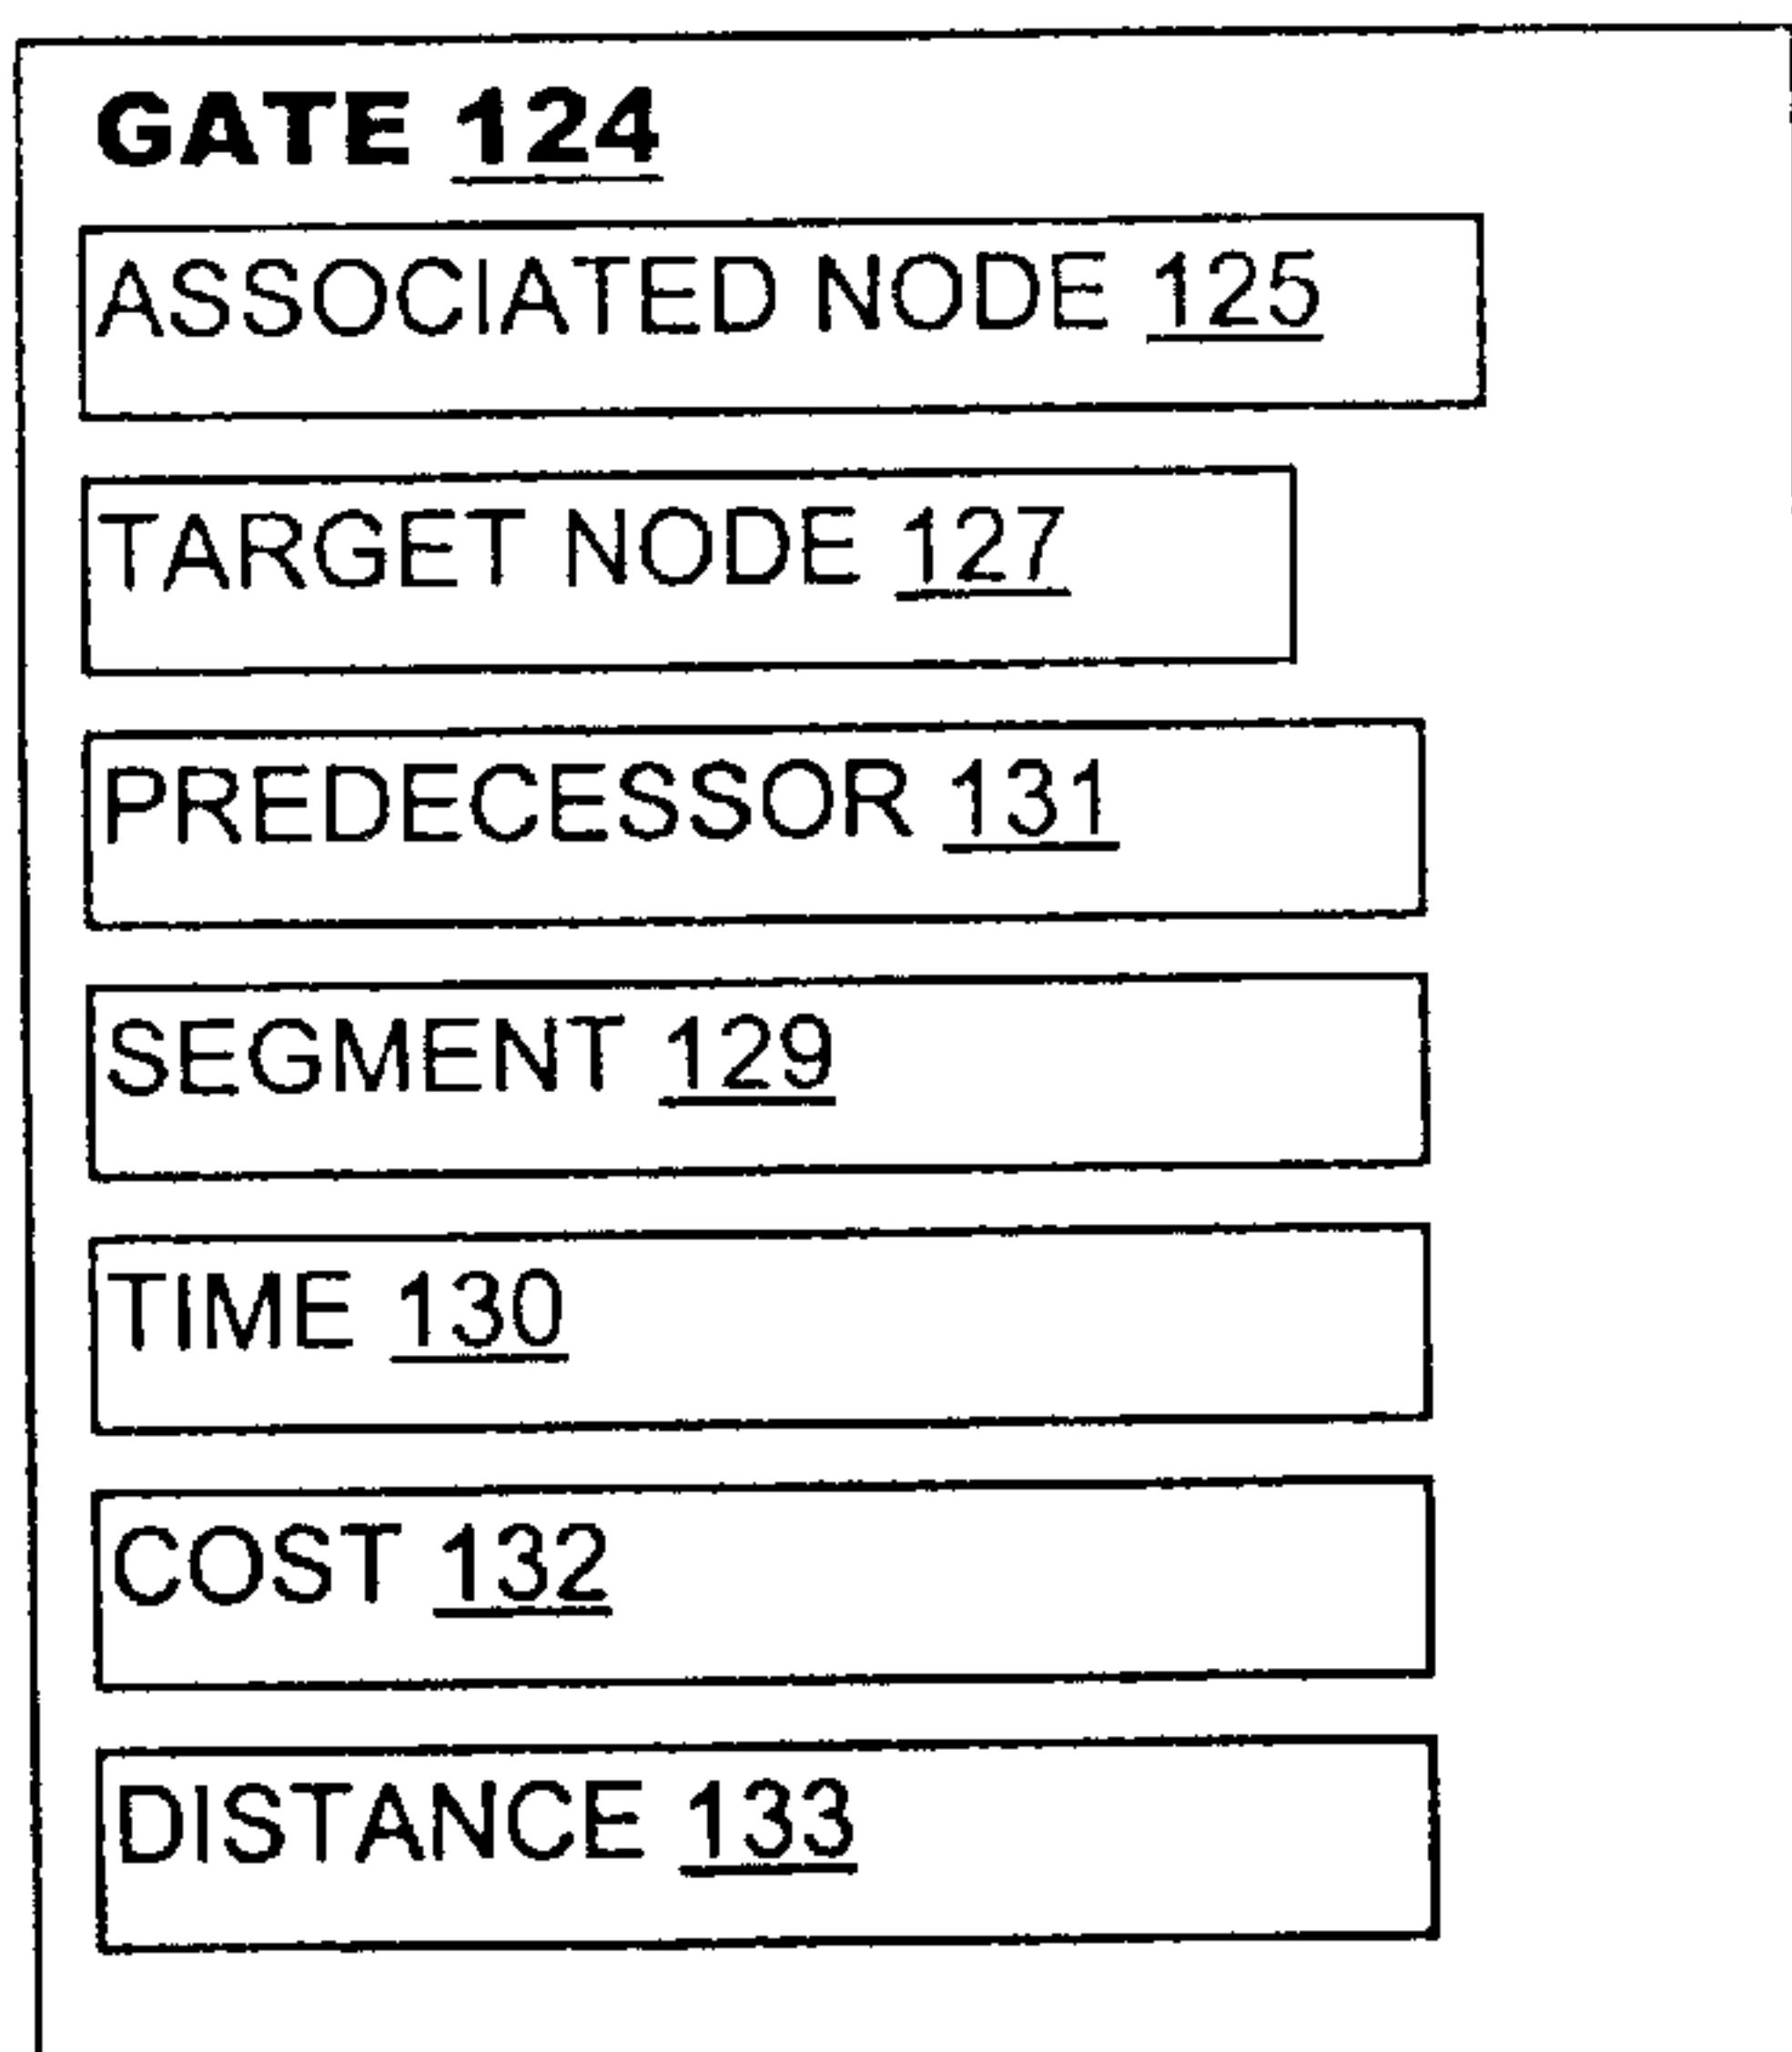 GATE 124
ASSOCIATED NODE 125
TARGET NODE 127
PREDECESSOR 131
SEGMENT 129
TIME 130
COST 132
DISTANCE 133